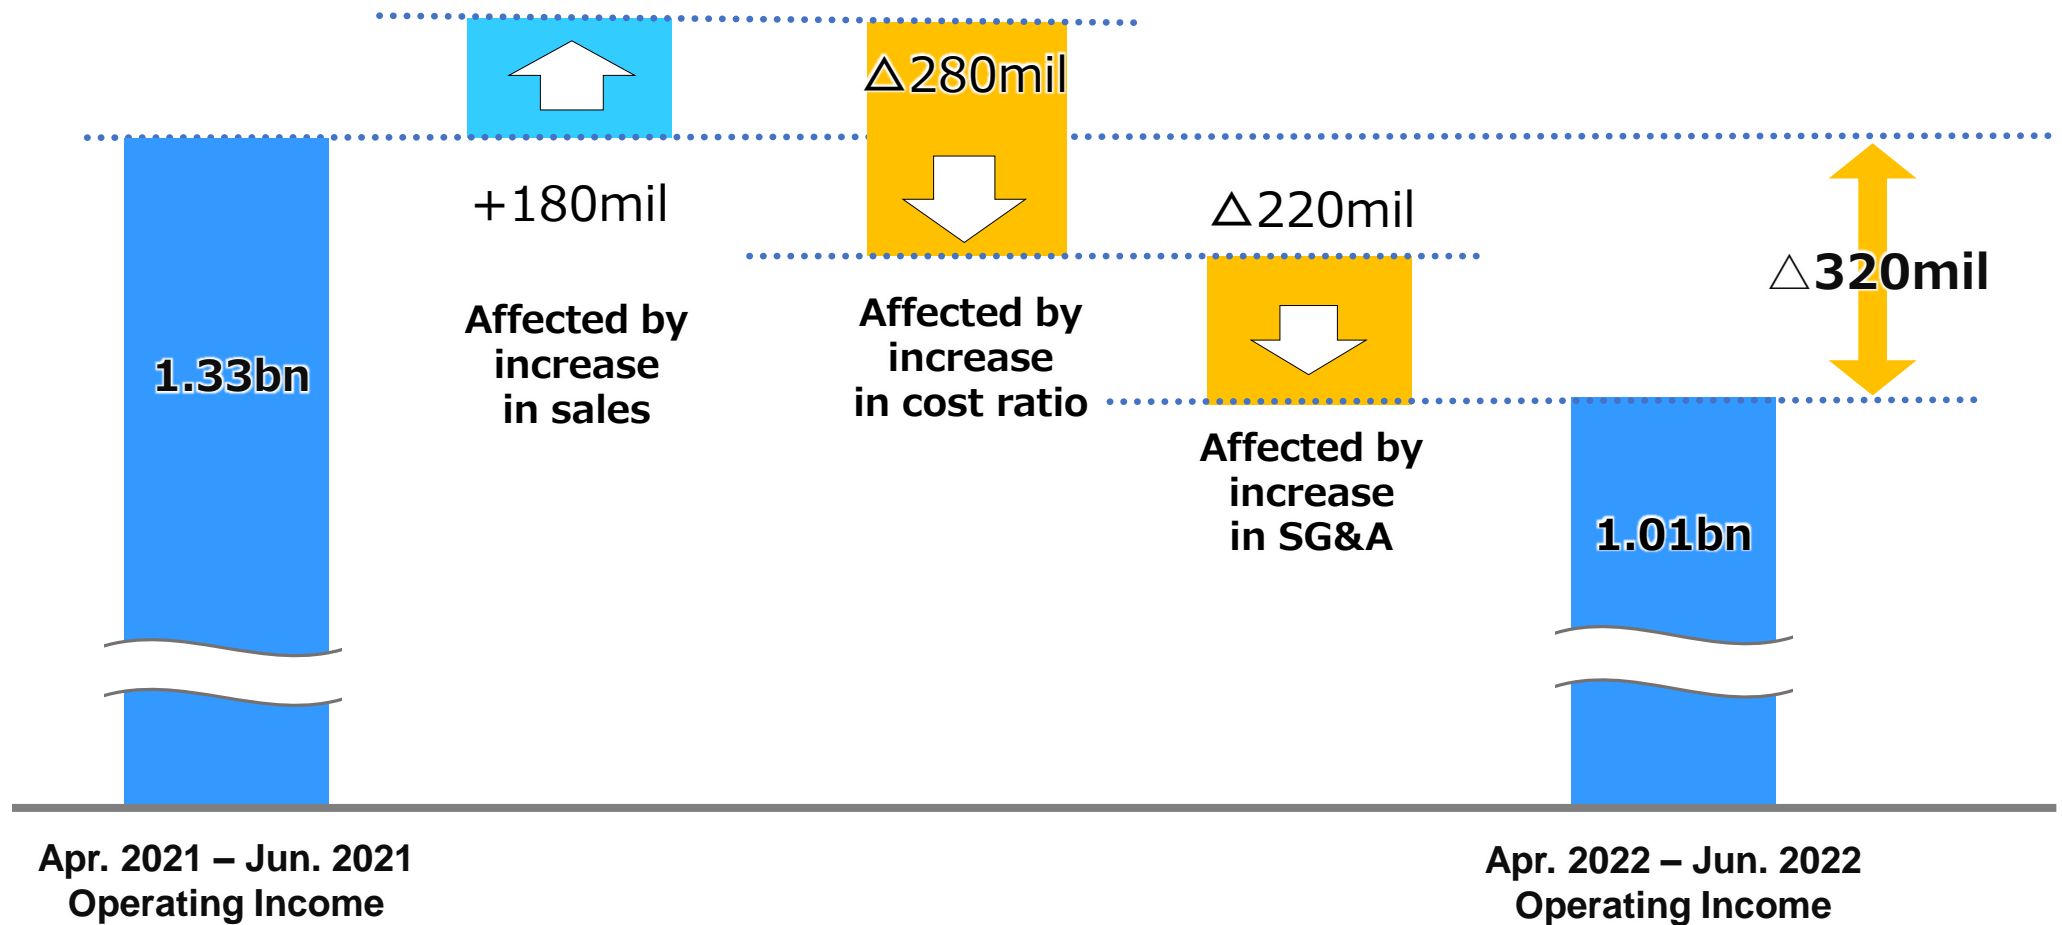 △280mil
+180mil
△220mil
△320mil
Affected by
increase
in sales
Affected by
increase
in cost ratio
Affected by
increase
in SG&A
1.33bn
1.01bn
Apr. 2021 – Jun. 2021
Operating Income
Apr. 2022 – Jun. 2022
Operating Income